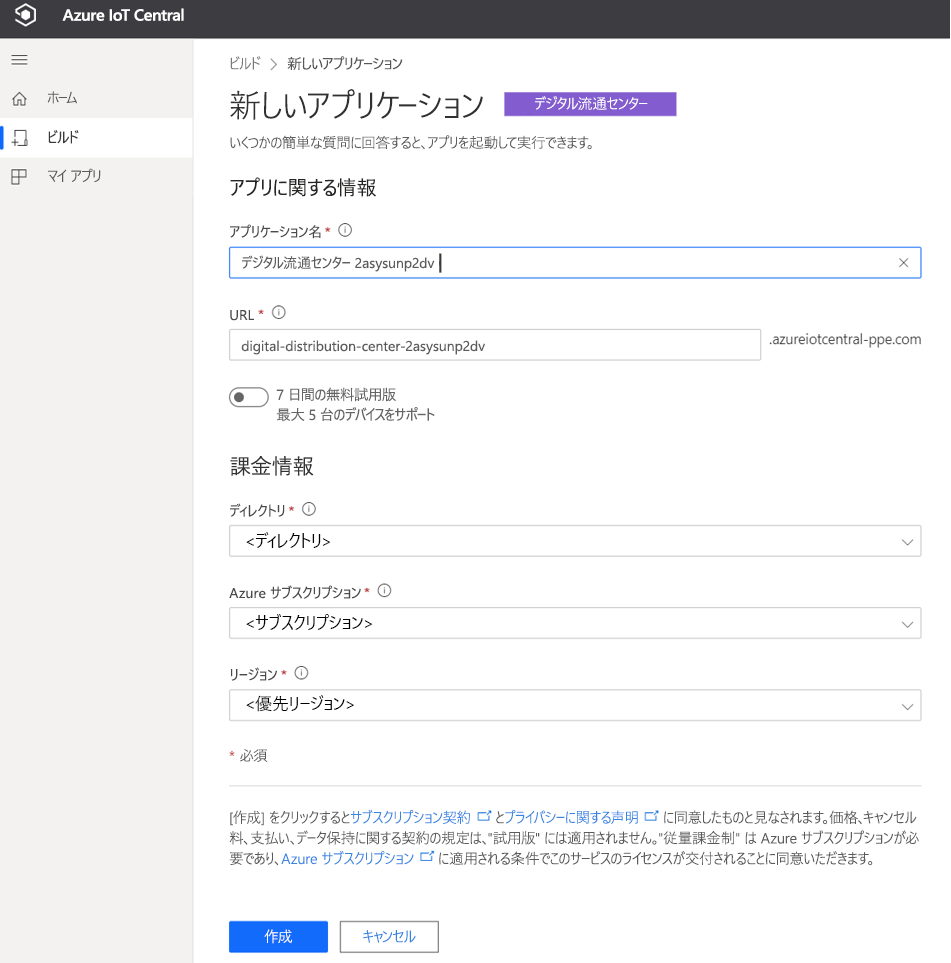 Azure IoT Central
ホーム
ビルド
マイ アプリ
ビルド > 新しいアプリケーション
新しいアプリケーション デジタル流通センター
いくつかの簡単な質問に回答すると、アプリを起動して実行できます。
アプリに関する情報
アプリケーション名 *
デジタル流通センター 2asysunp2dv
URL *
digital-distribution-center-2asysunp2dv .azureiotcentral-ppe.com
7 日間の無料試用版
最大 5 台のデバイスをサポート
課金情報
ディレクトリ *
<ディレクトリ>
Azure サブスクリプション *
<サブスクリプション>
リージョン *
<優先リージョン>
* 必須
[作成] をクリックするとサブスクリプション契約 とプライバシーに関する声明 に同意したものと見なされます。価格、キャンセル
料、支払い、データ保持に関する契約の規定は、"試用版" には適用されません。"従量課金制" は Azure サブスクリプションが必
要であり、Azure サブスクリプション に適用される条件でこのサービスのライセンスが交付されることに同意いただきます。
作成 キャンセル